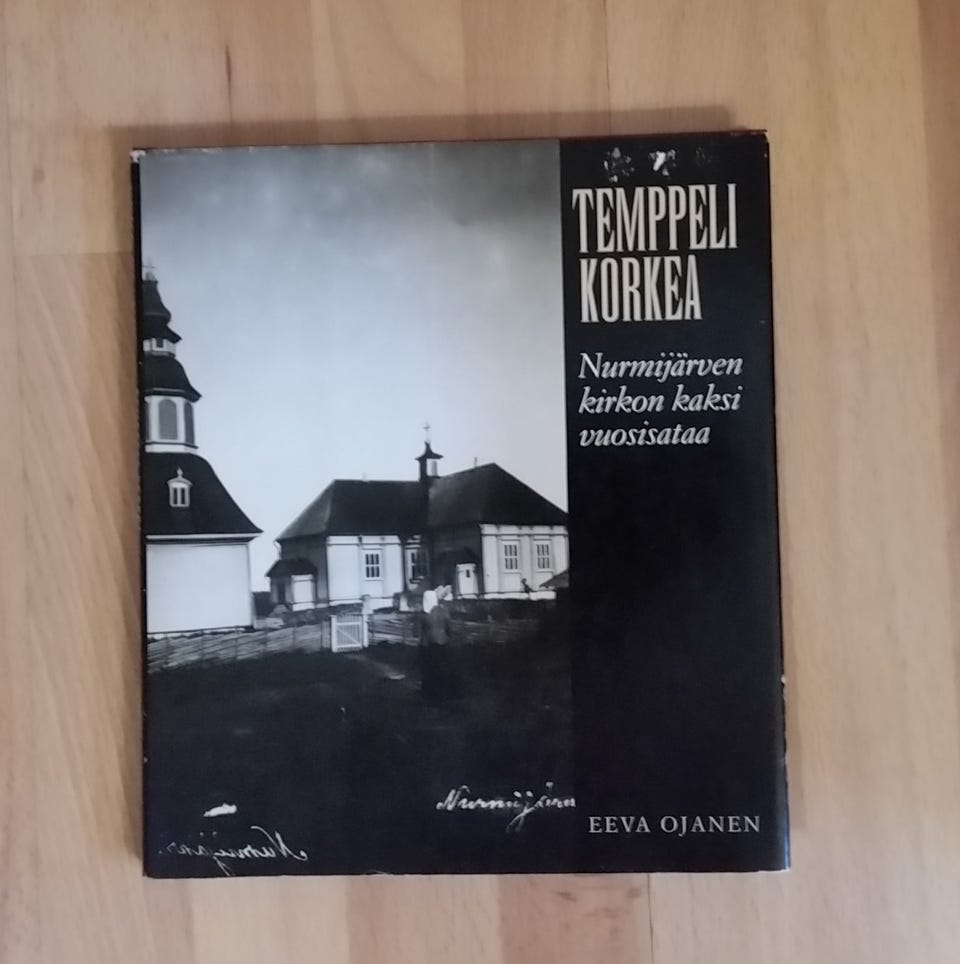 TEMPPELI
KORKEA
Nurmijärven
kirkon kaksi
vuosisataa
Nurmijärvi
EEVA OJANEN